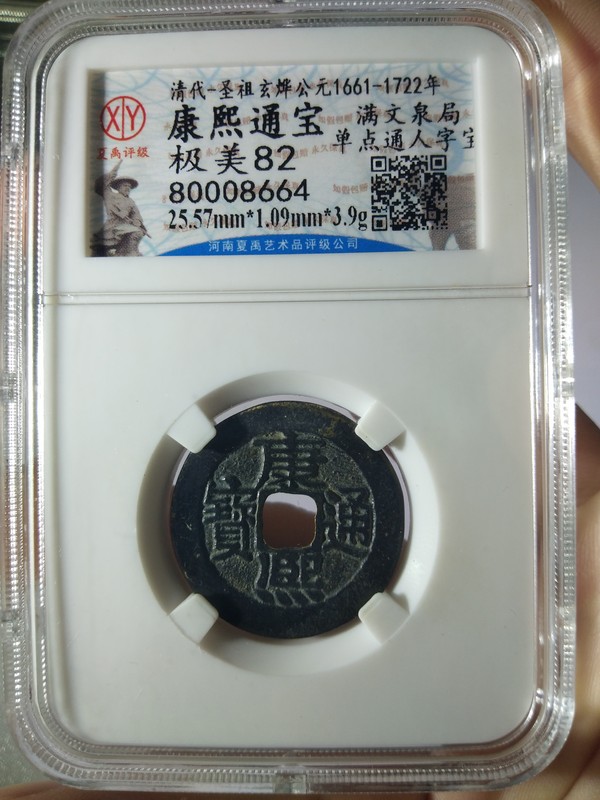 清代-圣祖玄烨公元1661-1722年
XY
夏禹评级
康熙通宝 满文泉局
单点通人字宝
极美82
80008664
25.57mm*1.09mm*3.9g
河南夏禹艺术品评级公司
康
熙
通
寶